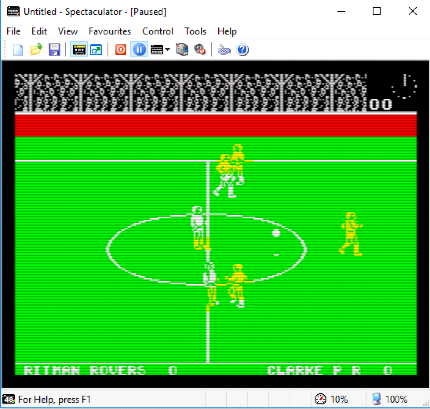 Untitled - Spectaculator - [Paused]
File Edit View Favourites Control Tools Help
00
RITMAN ROVERS 0 CLARKE P R 0
48 For Help, press F1 10% 100%